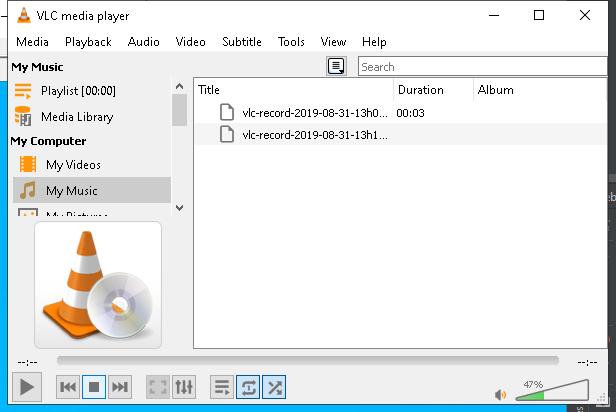 VLC media player
Media Playback Audio Video Subtitle Tools View Help
My Music
Search
Playlist [00:00]
Title Duration Album
Media Library
vlc-record-2019-08-31-13h0... 00:03
My Computer
vlc-record-2019-08-31-13h1...
My Videos
My Music
My Pictures
--:-- --:--
47%